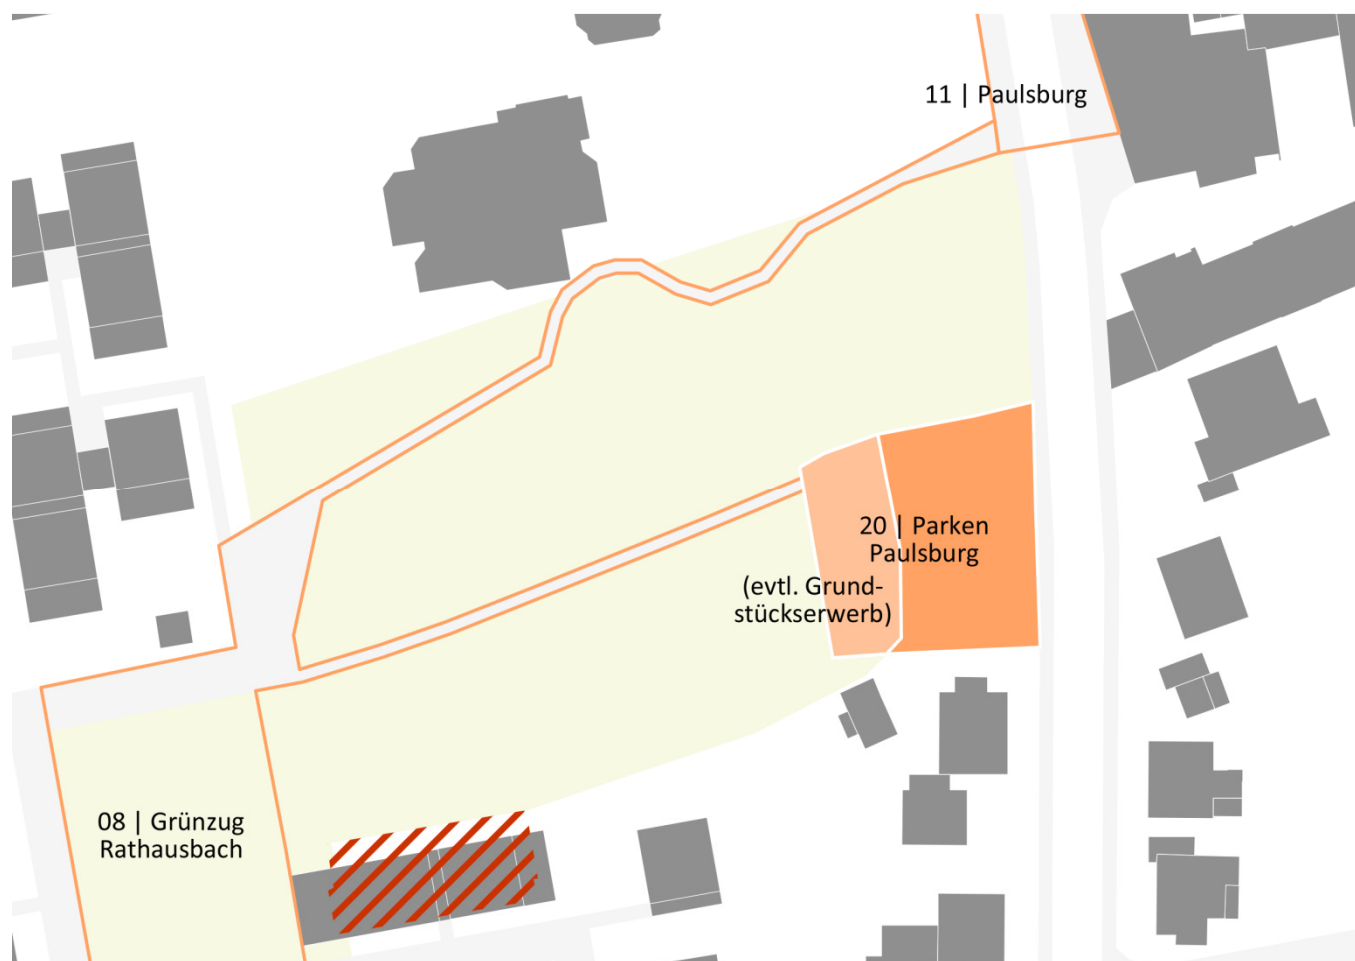 11 | Paulsburg
20 | Parken
Paulsburg
(evtl. Grund-
stückserwerb)
08 | Grünzug
Rathausbach